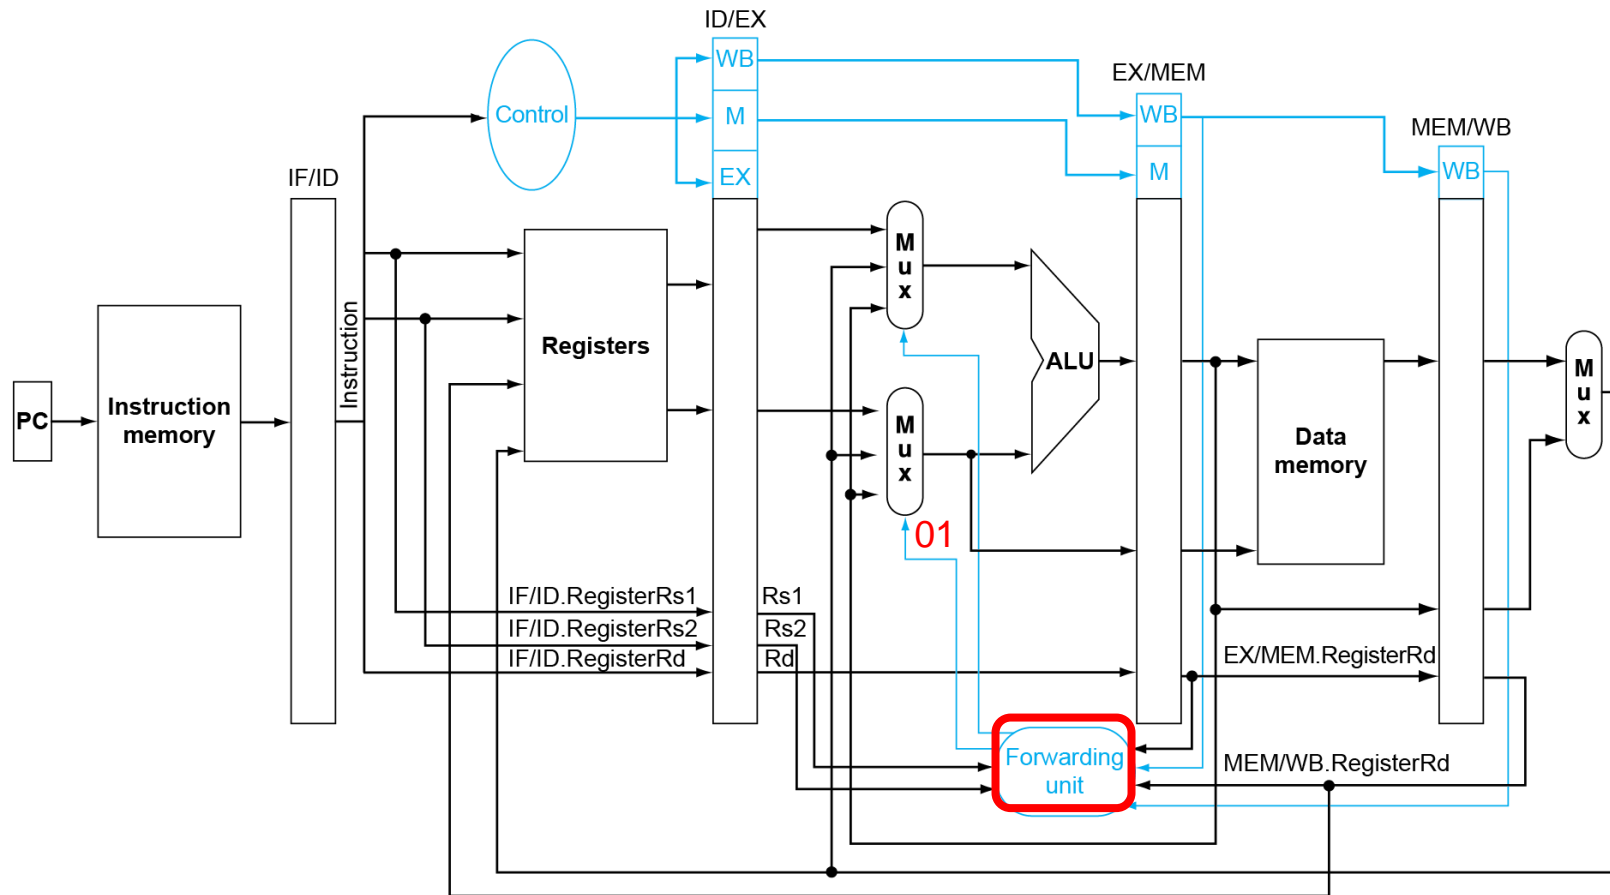 ID/EX
WB
EX/MEM
Control
M
WB
MEM/WB
IF/ID
EX
M
WB
M
u
x
Instruction
Registers
ALU
PC
Instruction
memory
M
u
x
Data
memory
M
u
x
01
IF/ID.RegisterRs1
Rs1
IF/ID.RegisterRs2
Rs2
IF/ID.RegisterRd
Rd
EX/MEM.RegisterRd
Forwarding
unit
MEM/WB.RegisterRd